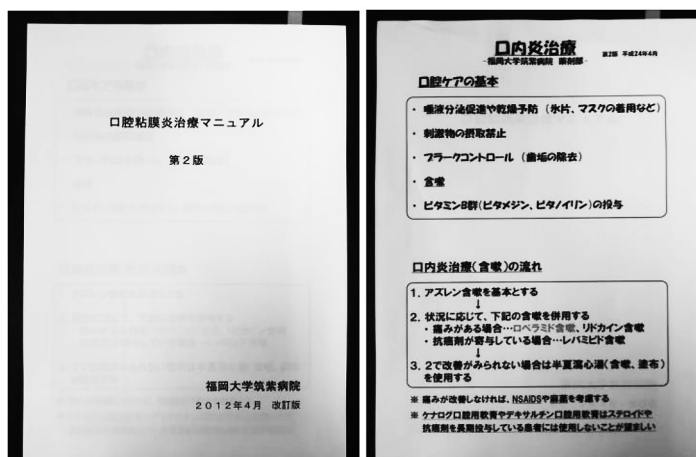 口腔粘膜炎治療マニュアル
第2版
福岡大学筑紫病院
2012年4月 改訂版
口内炎治療
第2版 平成24年4月
-福岡大学筑紫病院 薬剤部-
口腔ケアの基本
・ 唾液分泌促進や乾燥予防（氷片、マスクの着用など）
・ 刺激物の摂取禁止
・ プラークコントロール（歯垢の除去）
・ 含嗽
・ ビタミンB群(ビタメジン、ピタノイリン)の投与
口内炎治療(含嗽)の流れ
1. アズレン含嗽を基本とする
↓
2. 状況に応じて、下記の含嗽を併用する
・ 痛みがある場合…ロペラミド含嗽、リドカイン含嗽
・ 抗癌剤が寄与している場合…レバミピド含嗽
↓
3. 2で改善がみられない場合は半夏瀉心湯(含嗽、塗布)
を使用する
※ 痛みが改善しなければ、NSAIDSや麻薬を考慮する
※ ケナログ口腔用軟膏やデキサルチン口腔用軟膏はステロイドや
抗癌剤を長期投与している患者には使用しないことが望ましい